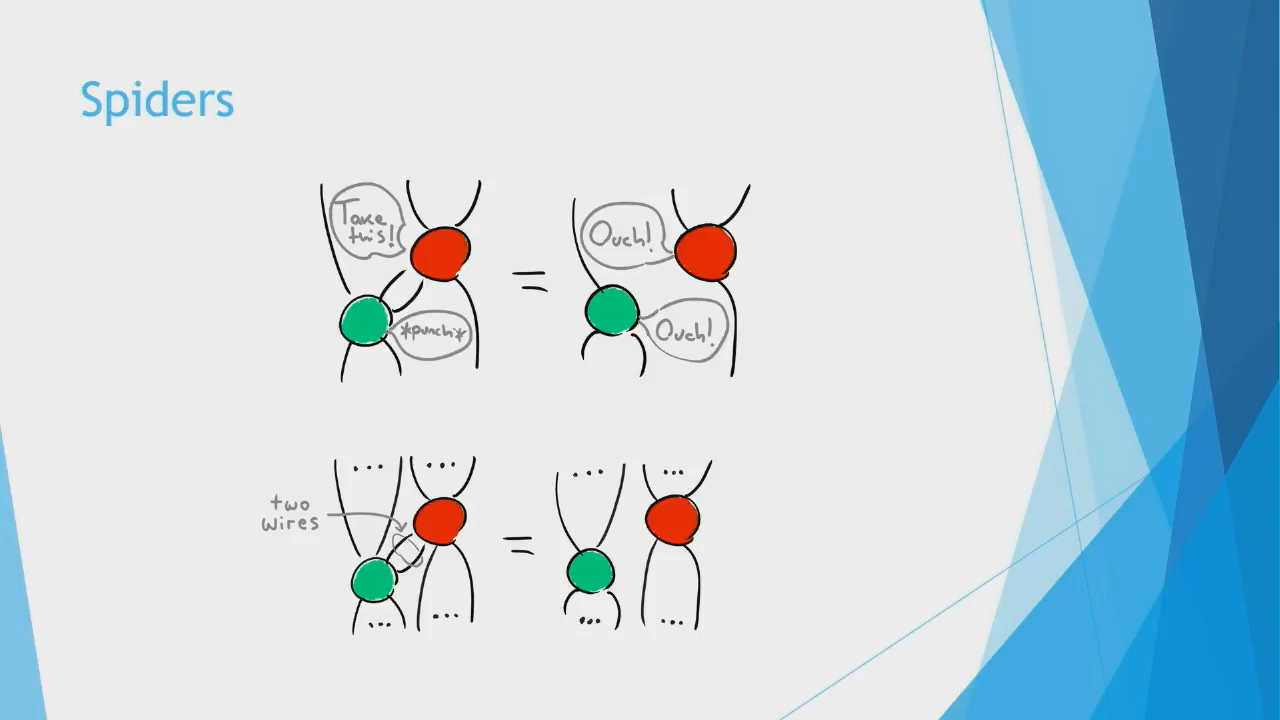 Spiders
Take
this!
Ouch!
=
*punch*
Ouch!
... ... ... ...
two
wires
=
... ... ... ...